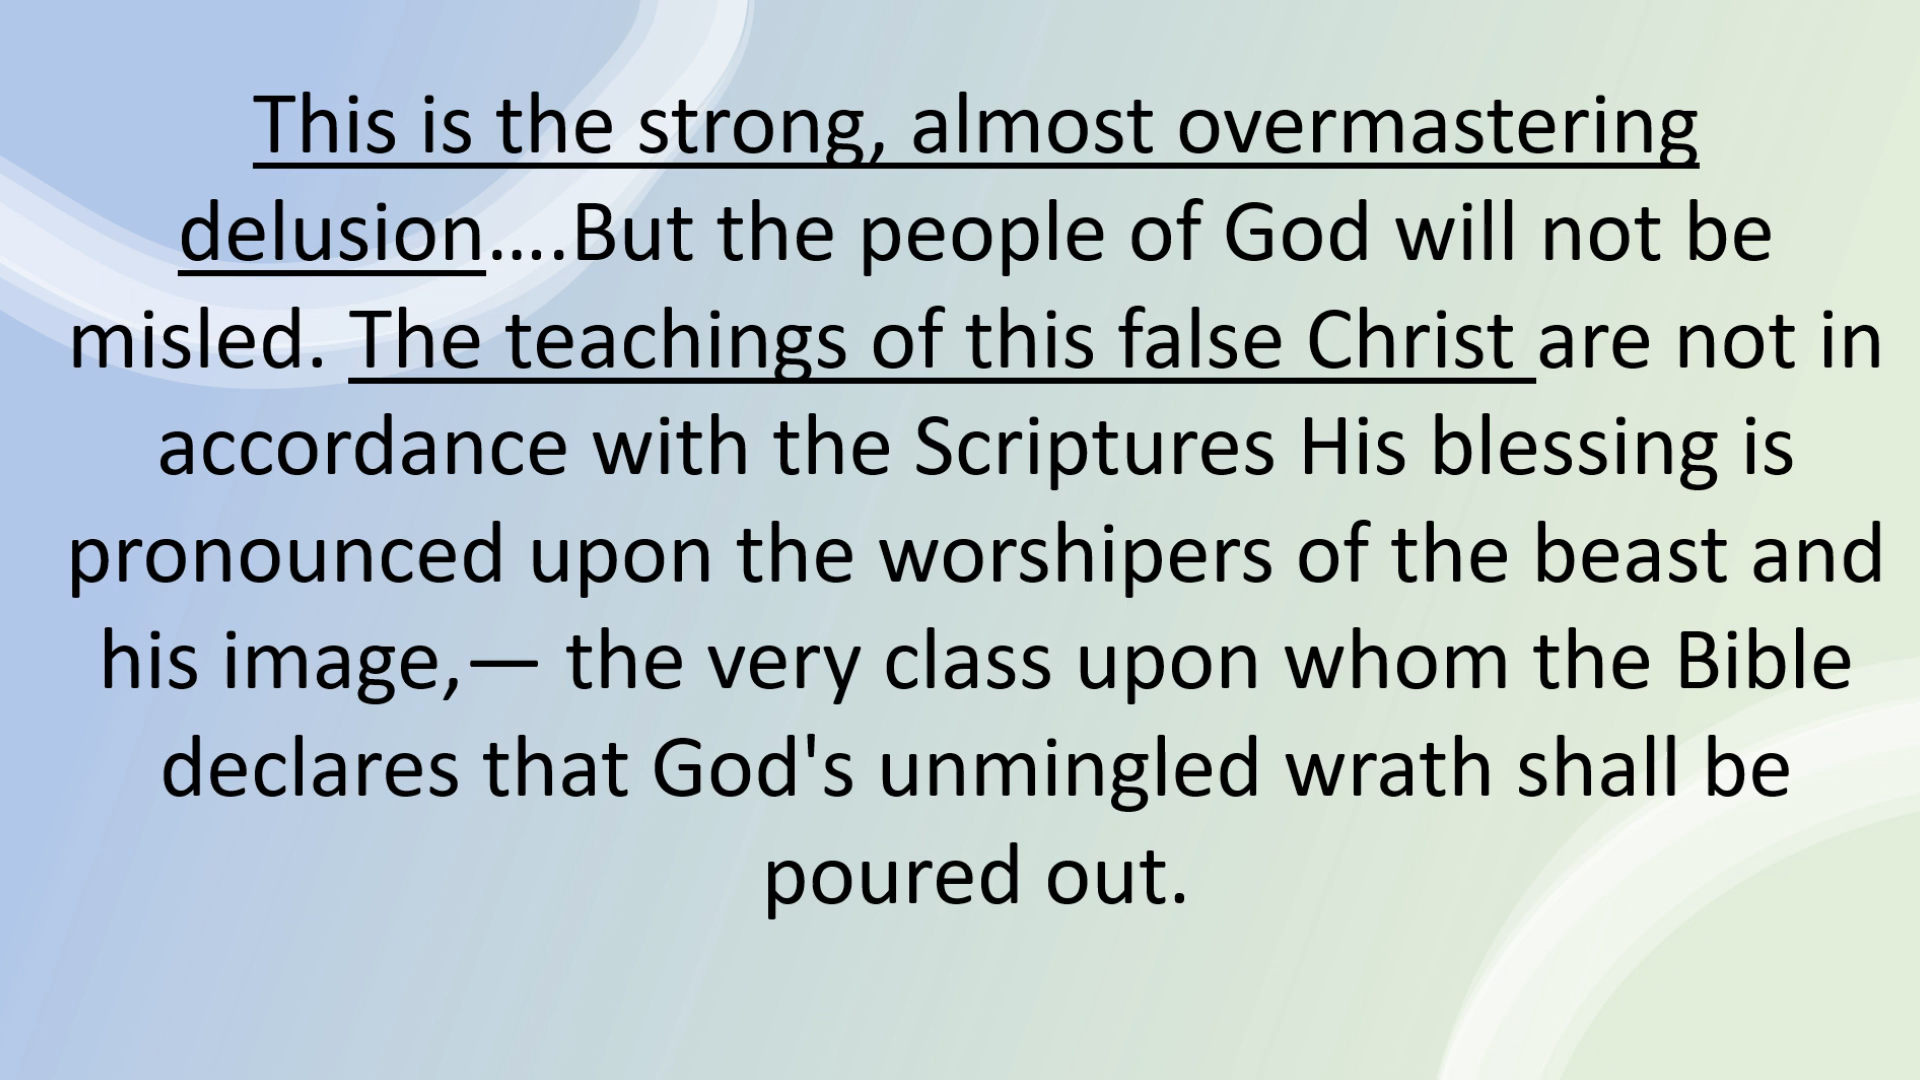 This is the strong, almost overmastering
delusion....But the people of God will not be
misled. The teachings of this false Christ are not in
accordance with the Scriptures His blessing is
pronounced upon the worshipers of the beast and
his image,— the very class upon whom the Bible
declares that God's unmingled wrath shall be
poured out.